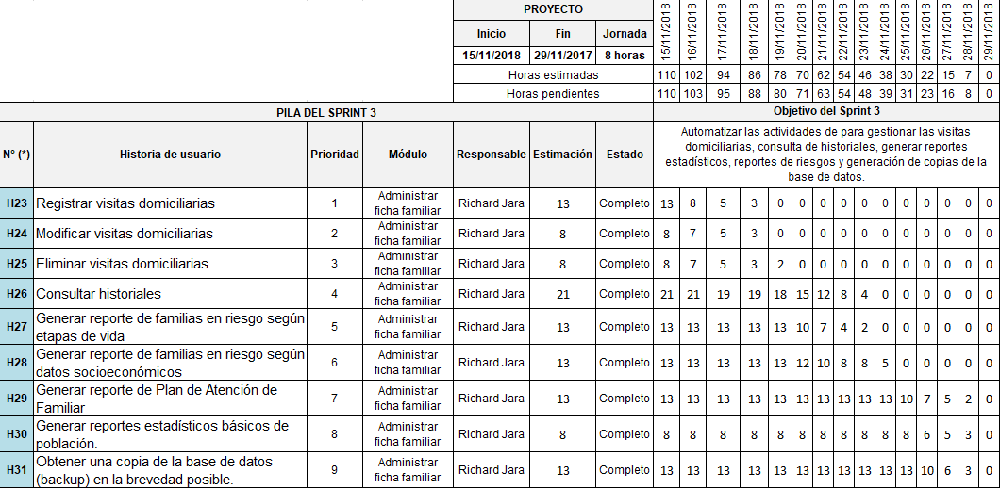 PROYECTO
Inicio Fin Jornada
15/11/2018 29/11/2017 8 horas
15/11/2018 16/11/2018 17/11/2018 18/11/2018 19/11/2018 20/11/2018 21/11/2018 22/11/2018 23/11/2018 24/11/2018 25/11/2018 26/11/2018 27/11/2018 28/11/2018 29/11/2018
Horas estimadas 110 102 94 86 78 70 62 54 46 38 30 22 15 7 0
Horas pendientes 110 103 95 88 80 71 63 54 48 39 31 23 16 8 0
PILA DEL SPRINT 3 Objetivo del Sprint 3
N° (*) Historia de usuario Prioridad Módulo Responsable Estimación Estado
Automatizar las actividades de para gestionar las visitas
domiciliarias, consulta de historiales, generar reportes
estadísticos, reportes de riesgos y generación de copias de la
base de datos.
H23 Registrar visitas domiciliarias 1 Administrar
ficha familiar Richard Jara 13 Completo 13 8 5 3 0 0 0 0 0 0 0 0 0 0 0
H24 Modificar visitas domiciliarias 2 Administrar
ficha familiar Richard Jara 8 Completo 8 7 5 3 0 0 0 0 0 0 0 0 0 0 0
H25 Eliminar visitas domiciliarias 3 Administrar
ficha familiar Richard Jara 8 Completo 8 7 5 3 2 0 0 0 0 0 0 0 0 0 0
H26 Consultar historiales 4 Administrar
ficha familiar Richard Jara 21 Completo 21 21 19 19 18 15 12 8 4 0 0 0 0 0 0
H27 Generar reporte de familias en riesgo según
etapas de vida 5 Administrar
ficha familiar Richard Jara 13 Completo 13 13 13 13 13 10 7 4 2 0 0 0 0 0 0
H28 Generar reporte de familias en riesgo según
datos socioeconómicos 6 Administrar
ficha familiar Richard Jara 13 Completo 13 13 13 13 13 12 10 8 8 5 0 0 0 0 0
H29 Generar reporte de Plan de Atención de
Familiar 7 Administrar
ficha familiar Richard Jara 13 Completo 13 13 13 13 13 13 13 13 13 13 10 7 5 2 0
H30 Generar reportes estadísticos básicos de
población. 8 Administrar
ficha familiar Richard Jara 8 Completo 8 8 8 8 8 8 8 8 8 8 8 6 5 3 0
H31 Obtener una copia de la base de datos
(backup) en la brevedad posible. 9 Administrar
ficha familiar Richard Jara 13 Completo 13 13 13 13 13 13 13 13 13 13 13 10 6 3 0